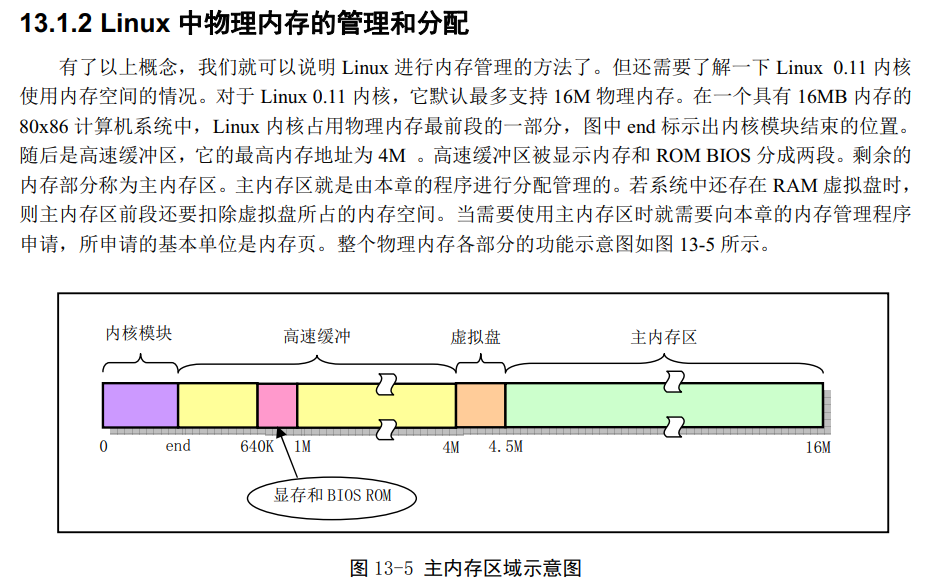 13.1.2 Linux 中物理内存的管理和分配
有了以上概念，我们就可以说明 Linux 进行内存管理的方法了。但还需要了解一下 Linux 0.11 内核
使用内存空间的情况。对于 Linux 0.11 内核，它默认最多支持 16M 物理内存。在一个具有 16MB 内存的
80x86 计算机系统中，Linux 内核占用物理内存最前段的一部分，图中 end 标示出内核模块结束的位置。
随后是高速缓冲区，它的最高内存地址为 4M 。高速缓冲区被显示内存和 ROM BIOS 分成两段。剩余的
内存部分称为主内存区。主内存区就是由本章的程序进行分配管理的。若系统中还存在 RAM 虚拟盘时，
则主内存区前段还要扣除虚拟盘所占的内存空间。当需要使用主内存区时就需要向本章的内存管理程序
申请，所申请的基本单位是内存页。整个物理内存各部分的功能示意图如图 13-5 所示。
内核模块 高速缓冲 虚拟盘 主内存区
0 end 640K 1M 4M 4.5M 16M
显存和 BIOS ROM
图 13-5 主内存区域示意图